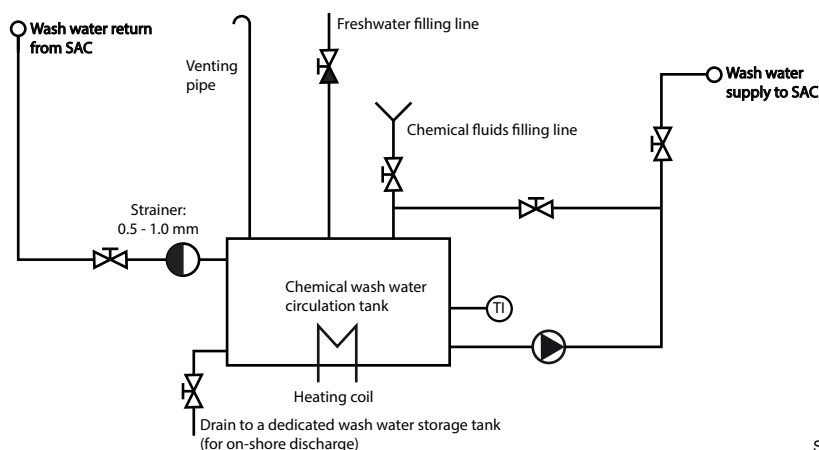 Wash water return
from SAC
Venting
pipe
Freshwater filling line
Chemical fluids filling line
Wash water
supply to SAC
Strainer:
0.5 - 1.0 mm
Chemical wash water
circulation tank
TI
Heating coil
Drain to a dedicated wash water storage tank
(for on-shore discharge)
S